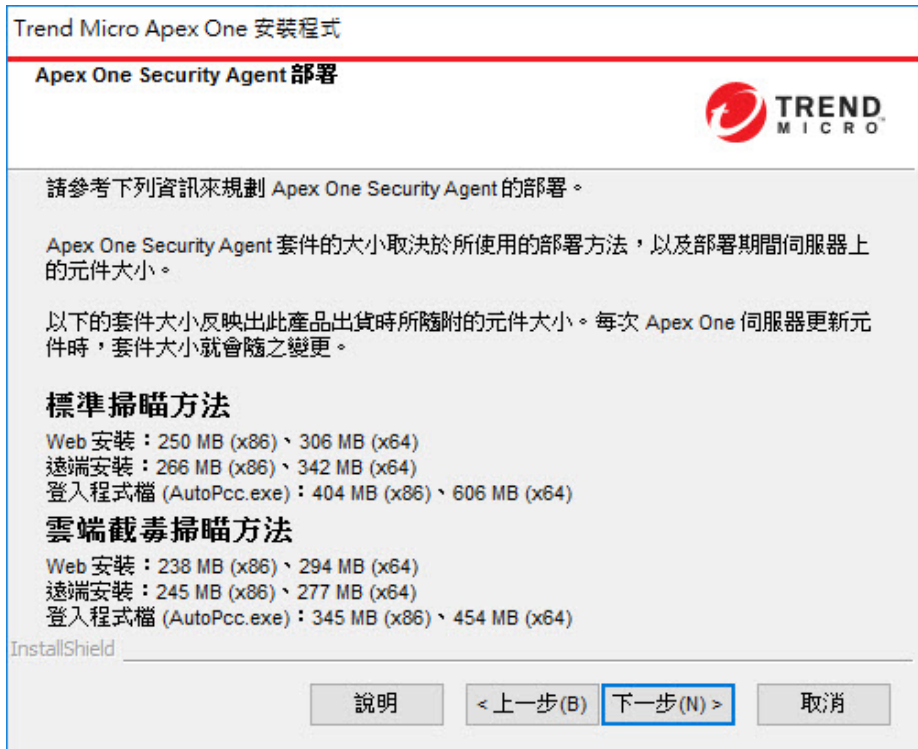 Trend Micro Apex One 安裝程式
Apex One Security Agent 部署
TREND
MICRO
請參考下列資訊來規劃 Apex One Security Agent 的部署。
Apex One Security Agent 套件的大小取決於所使用的部署方法，以及部署期間伺服器上
的元件大小。
以下的套件大小反映出此產品出貨時所隨附的元件大小。每次 Apex One 伺服器更新元
件時，套件大小就會隨之變更。
標準掃瞄方法
Web 安裝：250 MB (x86)、306 MB (x64)
遠端安裝：266 MB (x86)、342 MB (x64)
登入程式檔 (AutoPcc.exe)：404 MB (x86)、606 MB (x64)
雲端截毒掃瞄方法
Web 安裝：238 MB (x86)、294 MB (x64)
遠端安裝：245 MB (x86)、277 MB (x64)
登入程式檔 (AutoPcc.exe)：345 MB (x86)、454 MB (x64)
InstallShield
說明
< 上一步(B)
下一步(N) >
取消